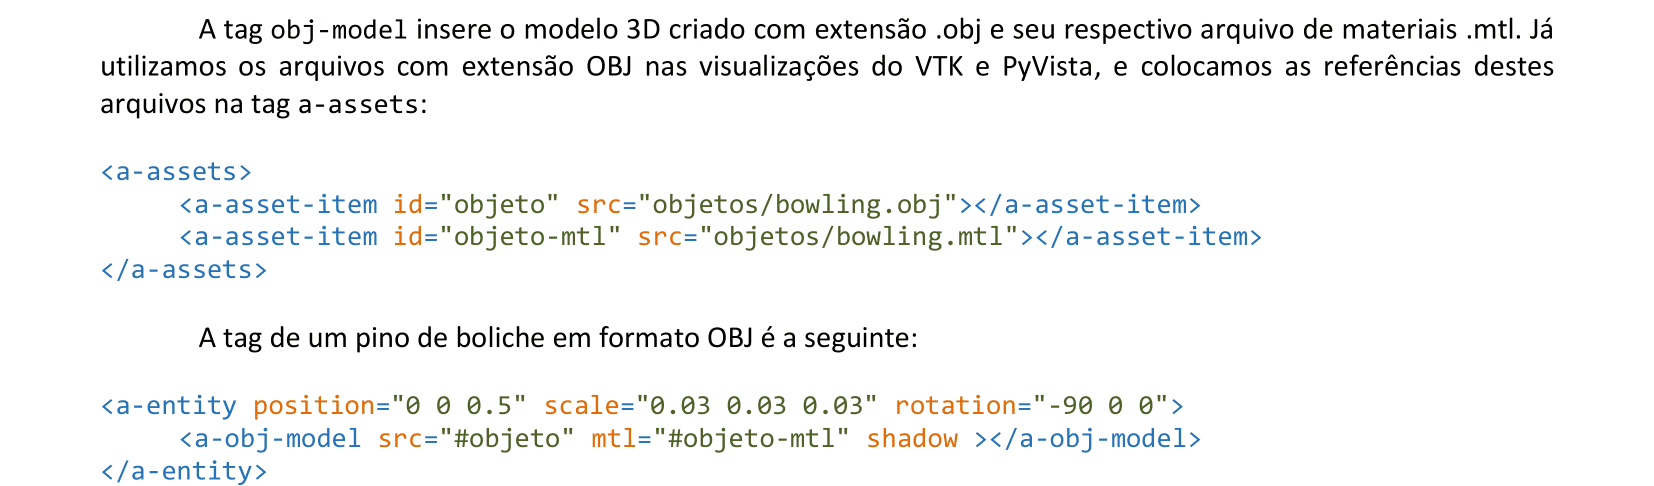 A tag obj-model insere o modelo 3D criado com extensão .obj e seu respectivo arquivo de materiais .mtl. Já
utilizamos os arquivos com extensão OBJ nas visualizações do VTK e PyVista, e colocamos as referências destes
arquivos na tag a-assets:
<a-assets>
<a-asset-item id="objeto" src="objetos/bowling.obj"></a-asset-item>
<a-asset-item id="objeto-mtl" src="objetos/bowling.mtl"></a-asset-item>
</a-assets>
A tag de um pino de boliche em formato OBJ é a seguinte:
<a-entity position="0 0 0.5" scale="0.03 0.03 0.03" rotation="-90 0 0">
<a-obj-model src="#objeto" mtl="#objeto-mtl" shadow ></a-obj-model>
</a-entity>